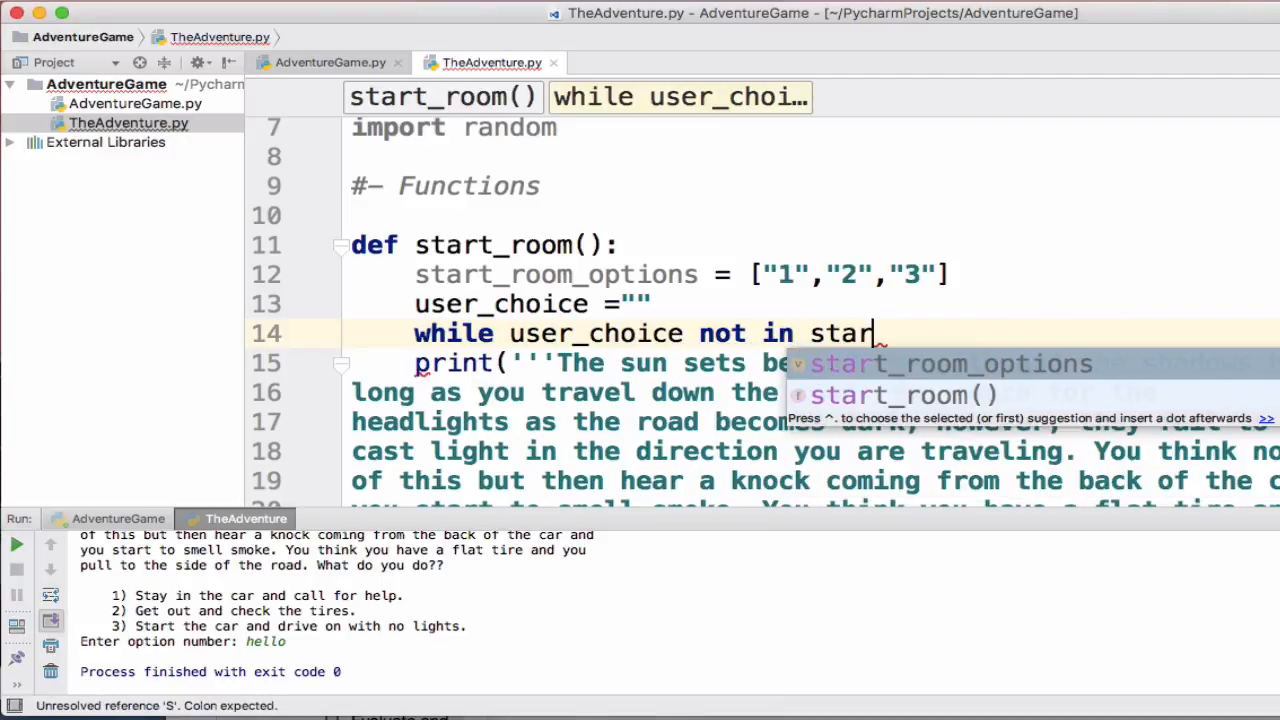 TheAdventure.py - AdventureGame - [~/PycharmProjects/AdventureGame]
AdventureGame TheAdventure.py
Project AdventureGame.py TheAdventure.py
AdventureGame ~/Pycharm
AdventureGame.py
TheAdventure.py
External Libraries
start_room() while user_choi...
7 import random
8
9 #- Functions
10
11 def start_room():
12 start_room_options = ["1","2","3"]
13 user_choice =""
14 while user_choice not in star
15 print('''The sun sets be
start_room_options
start_room()
Press ^. to choose the selected (or first) suggestion and insert a dot afterwards >>
16 long as you travel down the
17 headlights as the road becomes
18 cast light in the direction you are traveling. You think no
19 of this but then hear a knock coming from the back of the c
Run: AdventureGame TheAdventure
of this but then hear a knock coming from the back of the car and
you start to smell smoke. You think you have a flat tire and you
pull to the side of the road. What do you do??
1) Stay in the car and call for help.
2) Get out and check the tires.
3) Start the car and drive on with no lights.
Enter option number: hello
Process finished with exit code 0
Unresolved reference 'S'. Colon expected.